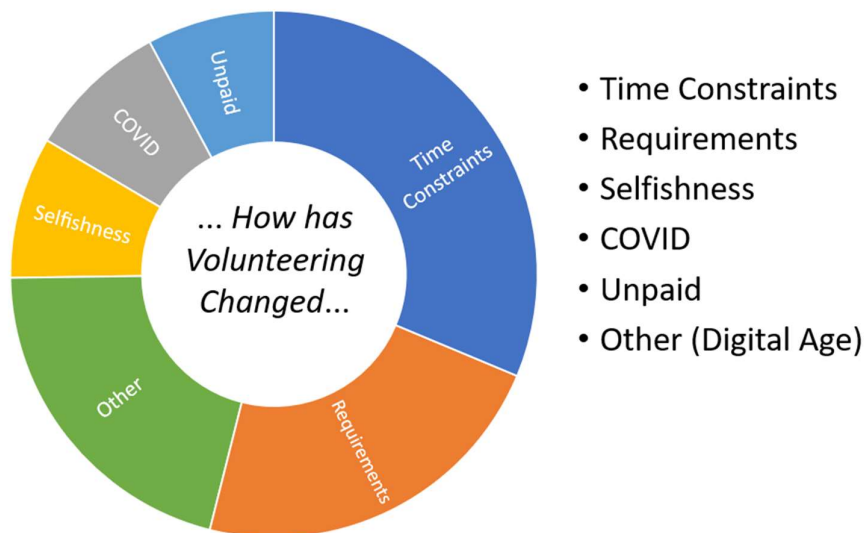 Unpaid
COVID
Selfishness
Other
Requirements
Time
Constraints
... How has
Volunteering
Changed...
• Time Constraints
• Requirements
• Selfishness
• COVID
• Unpaid
• Other (Digital Age)